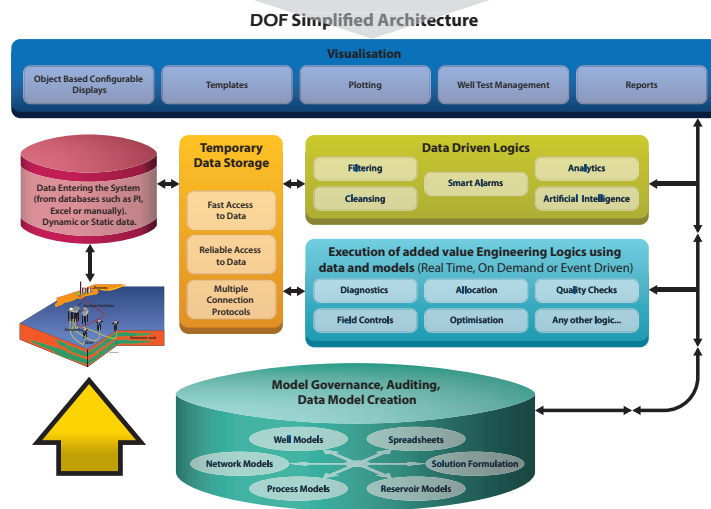 DOF Simplified Architecture
Visualisation
Object Based Configurable
Displays
Templates
Plotting
Well Test Management
Reports
Data Entering the System
(from databases such as PI,
Excel or manually).
Dynamic or Static data.
Temporary
Data Storage
Fast Access
to Data
Reliable Access
to Data
Multiple
Connection
Protocols
Data Driven Logics
Filtering
Cleansing
Smart Alarms
Analytics
Artificial Intelligence
Execution of added value Engineering Logics using
data and models (Real Time, On Demand or Event Driven)
Diagnostics
Allocation
Quality Checks
Field Controls
Optimisation
Any other logic...
Model Governance, Auditing,
Data Model Creation
Well Models
Spreadsheets
Network Models
Solution Formulation
Process Models
Reservoir Models